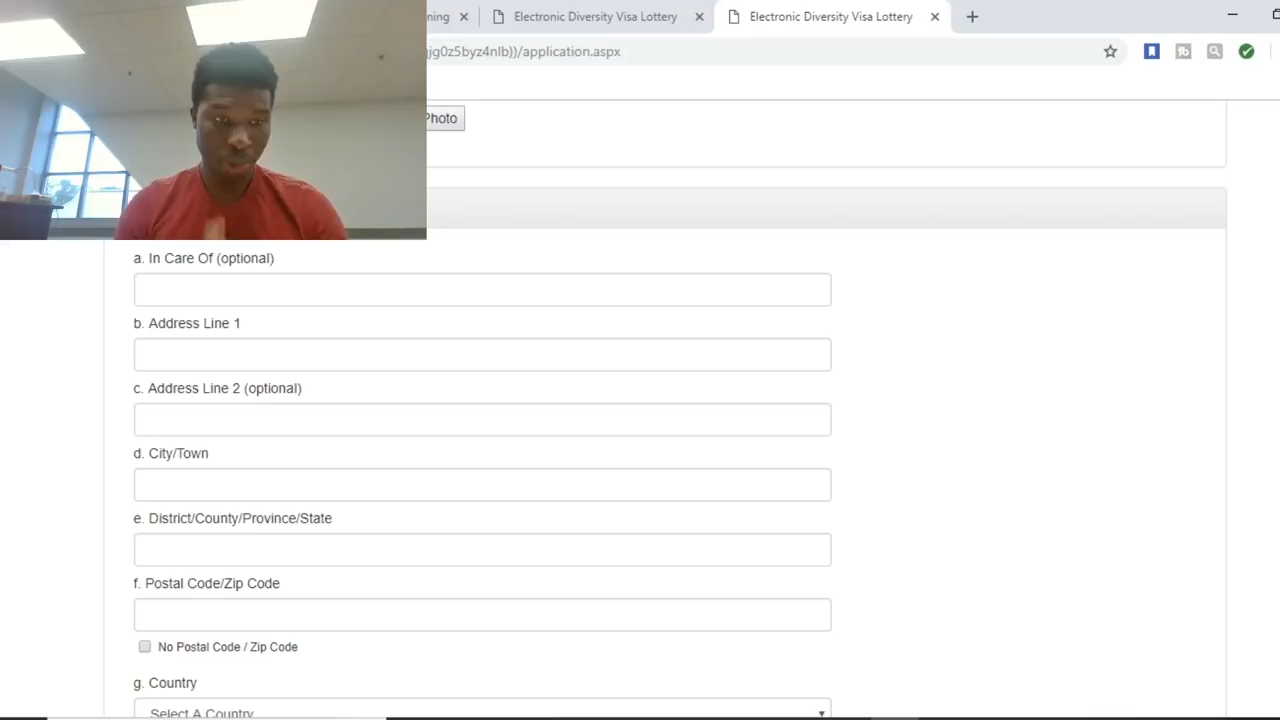 ning
Electronic Diversity Visa Lottery
Electronic Diversity Visa Lottery
jg0z5byz4nlb))/application.aspx
Photo
a. In Care Of (optional)
b. Address Line 1
c. Address Line 2 (optional)
d. City/Town
e. District/County/Province/State
f. Postal Code/Zip Code
No Postal Code / Zip Code
g. Country
Select A Country